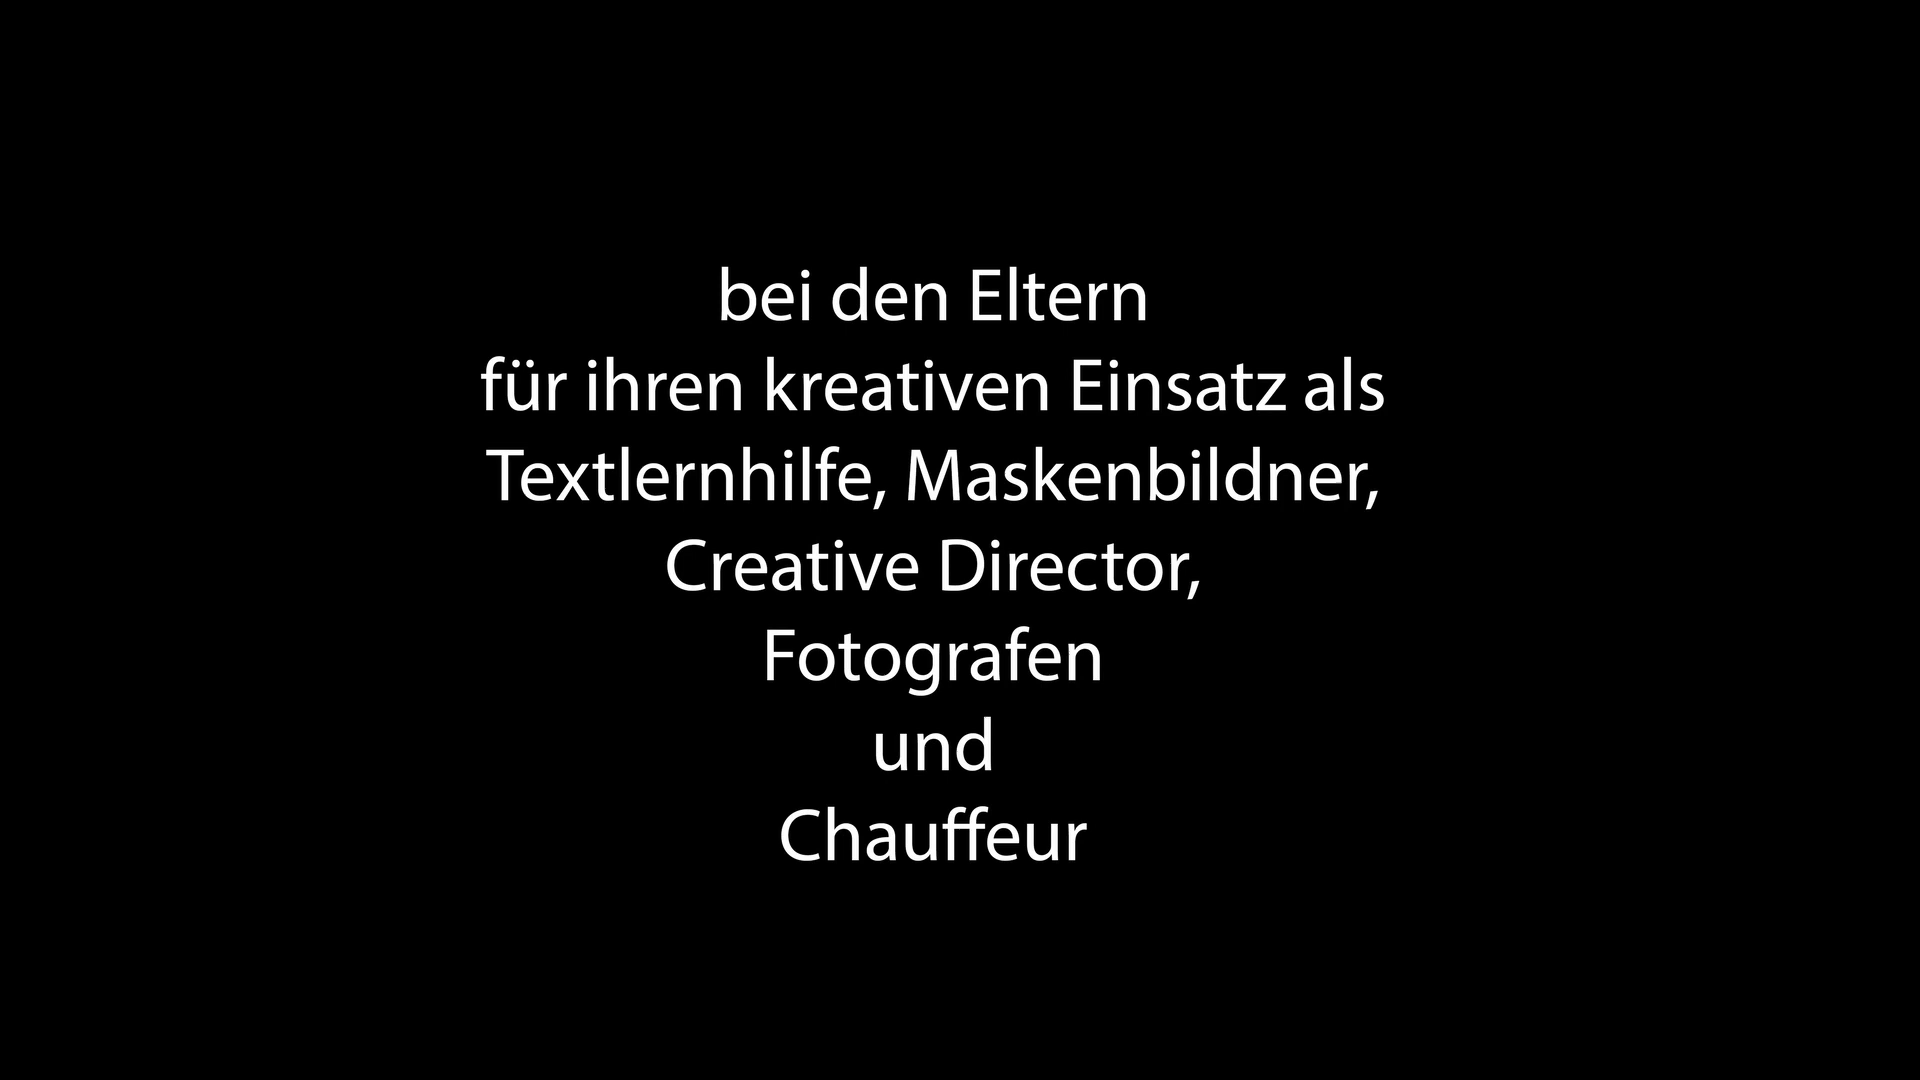 bei den Eltern
für ihren kreativen Einsatz als
Textlernhilfe, Maskenbildner,
Creative Director,
Fotografen
und
Chauffeur